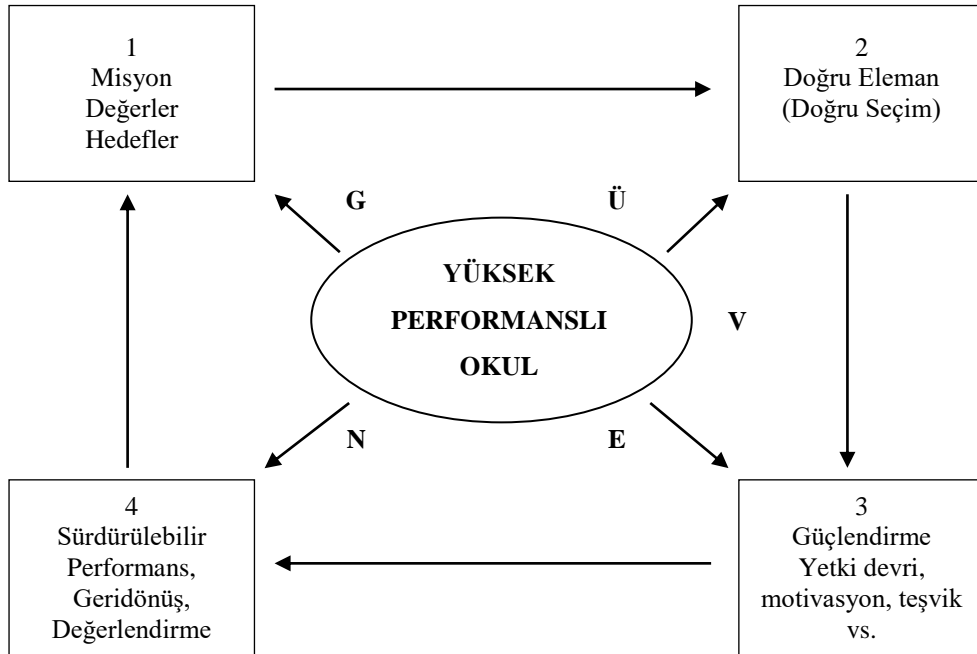 1
Misyon
Değerler
Hedefler
2
Doğru Eleman
(Doğru Seçim)
G
Ü
YÜKSEK
PERFORMANSLI
OKUL
V
N
E
4
Sürdürülebilir
Performans,
Geridönüş,
Değerlendirme
3
Güçlendirme
Yetki devri,
motivasyon, teşvik
vs.